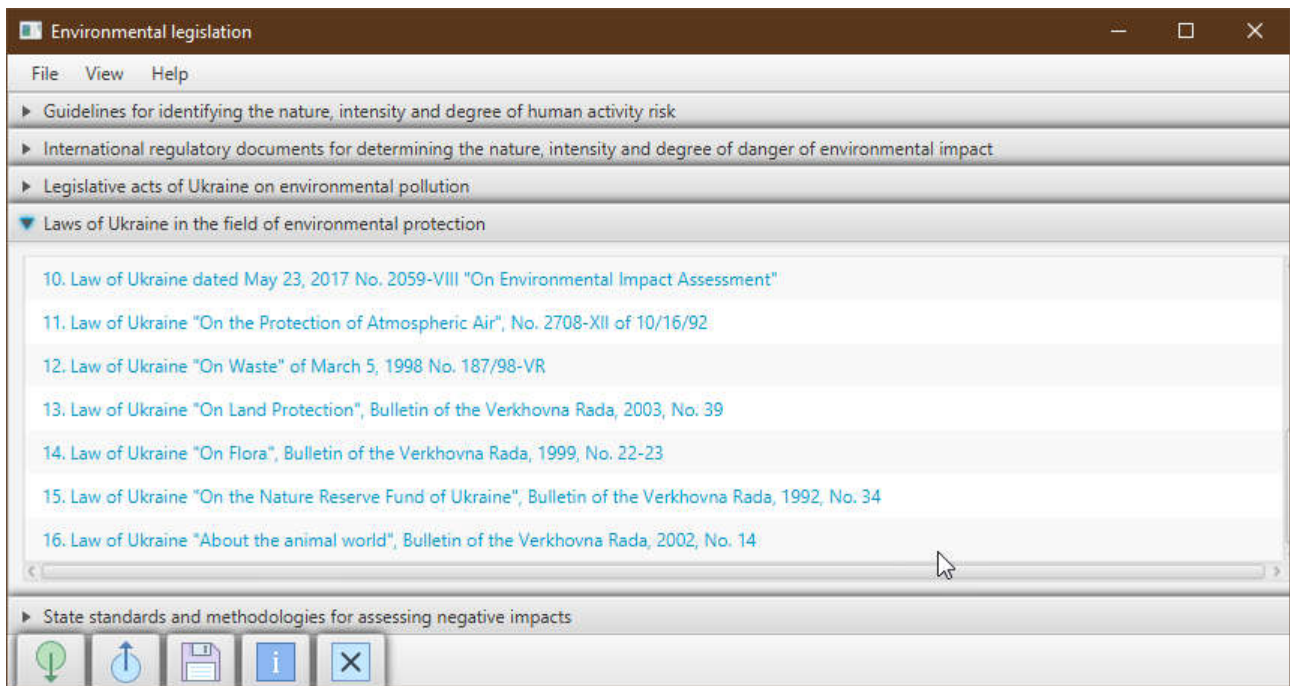 Environmental legislation
File View Help
Guidelines for identifying the nature, intensity and degree of human activity risk
International regulatory documents for determining the nature, intensity and degree of danger of environmental impact
Legislative acts of Ukraine on environmental pollution
Laws of Ukraine in the field of environmental protection
10. Law of Ukraine dated May 23, 2017 No. 2059-VIII "On Environmental Impact Assessment"
11. Law of Ukraine "On the Protection of Atmospheric Air", No. 2708-XII of 10/16/92
12. Law of Ukraine "On Waste" of March 5, 1998 No. 187/98-VR
13. Law of Ukraine "On Land Protection", Bulletin of the Verkhovna Rada, 2003, No. 39
14. Law of Ukraine "On Flora", Bulletin of the Verkhovna Rada, 1999, No. 22-23
15. Law of Ukraine "On the Nature Reserve Fund of Ukraine", Bulletin of the Verkhovna Rada, 1992, No. 34
16. Law of Ukraine "About the animal world", Bulletin of the Verkhovna Rada, 2002, No. 14
State standards and methodologies for assessing negative impacts
i